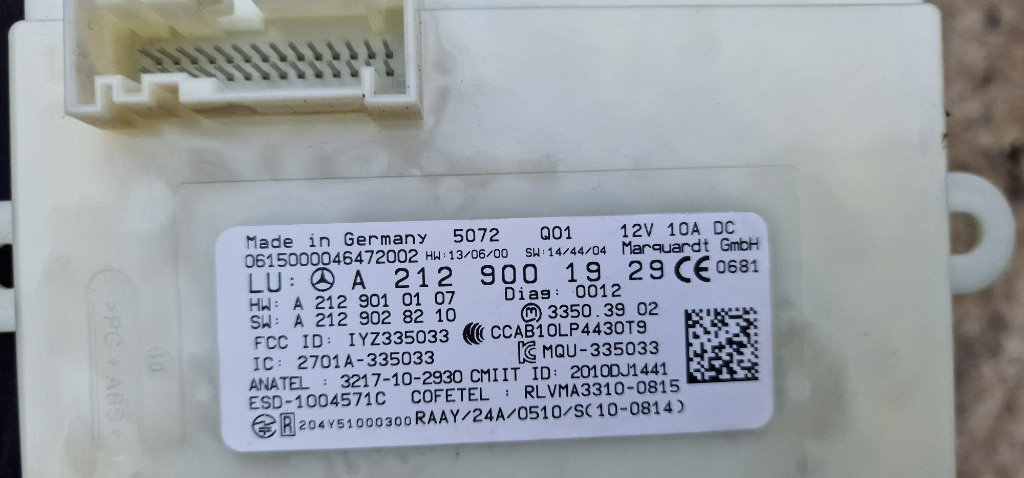 Made in Germany 5072 Q01 12V 10A DC
0615000046472002 HW:13/06/00 SW:14/44/04 Marquardt GmbH
LU: A 212 900 19 29 CE 0681
HW: A 212 901 01 07 Diag: 0012
SW: A 212 902 82 10 M 3350.39 02
FCC ID: IYZ335033 CCAB10LP4430T9
IC: 2701A-335033 MQU-335033
ANATEL : 3217-10-2930 CMIIT ID: 2010DJ1441
ESD-1004571C COFETEL : RLVMA3310-0815
R 204Y51000300 RAAY/24A/0510/S(10-0814)
>PC + ABS<
10